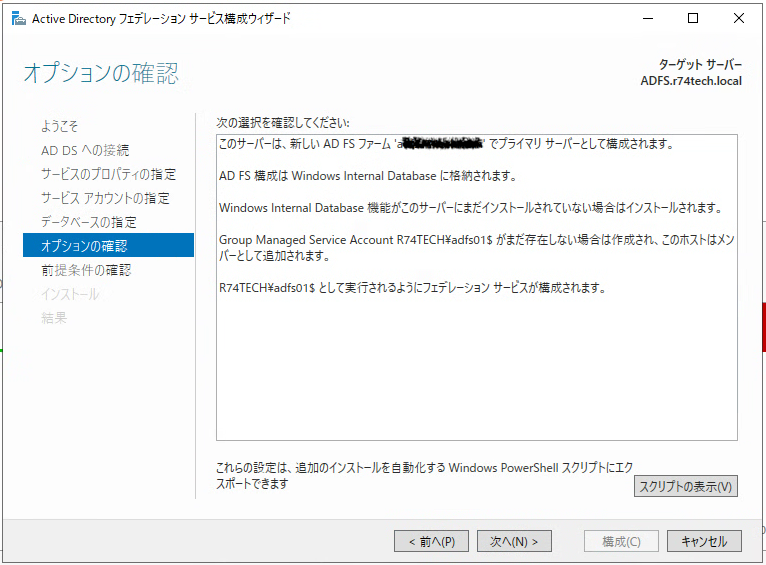 Active Directory フェデレーション サービス構成ウィザード
オプションの確認
ターゲット サーバー
ADFS.r74tech.local
ようこそ
AD DS への接続
サービスのプロパティの指定
サービス アカウントの指定
データベースの指定
オプションの確認
前提条件の確認
インストール
結果
次の選択を確認してください:
このサーバーは、新しい AD FS ファーム 'a ' でプライマリ サーバーとして構成されます。
AD FS 構成は Windows Internal Database に格納されます。
Windows Internal Database 機能がこのサーバーにまだインストールされていない場合はインストールされます。
Group Managed Service Account R74TECH¥adfs01$ がまだ存在しない場合は作成され、このホストはメン
バーとして追加されます。
R74TECH¥adfs01$ として実行されるようにフェデレーション サービスが構成されます。
これらの設定は、追加のインストールを自動化する Windows PowerShell スクリプトにエク
スポートできます
スクリプトの表示(V)
< 前へ(P)
次へ(N) >
構成(C)
キャンセル